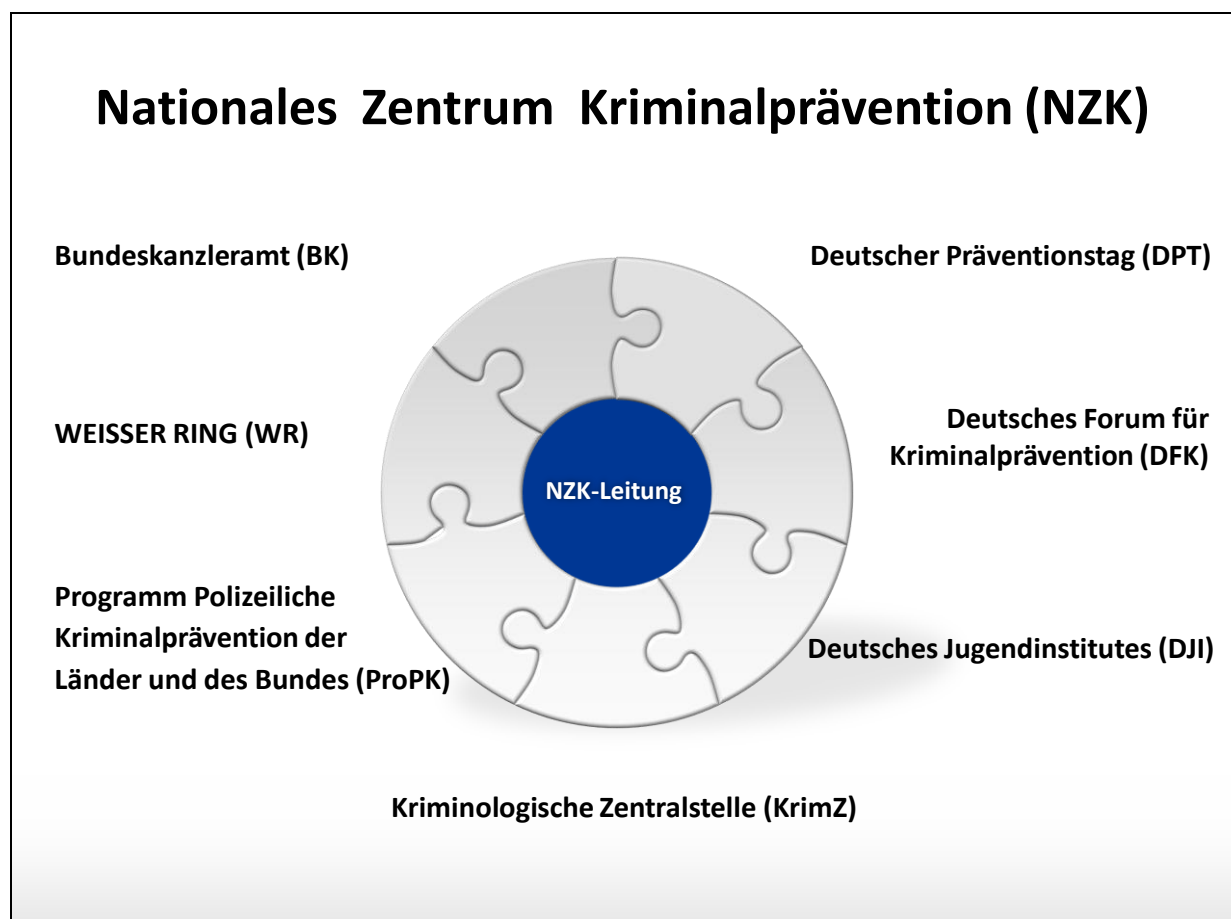 Nationales Zentrum Kriminalprävention (NZK)
Bundeskanzleramt (BK)
Deutscher Präventionstag (DPT)
WEISSER RING (WR)
Deutsches Forum für
Kriminalprävention (DFK)
NZK-Leitung
Programm Polizeiliche
Kriminalprävention der
Länder und des Bundes (ProPK)
Deutsches Jugendinstitutes (DJI)
Kriminologische Zentralstelle (KrimZ)